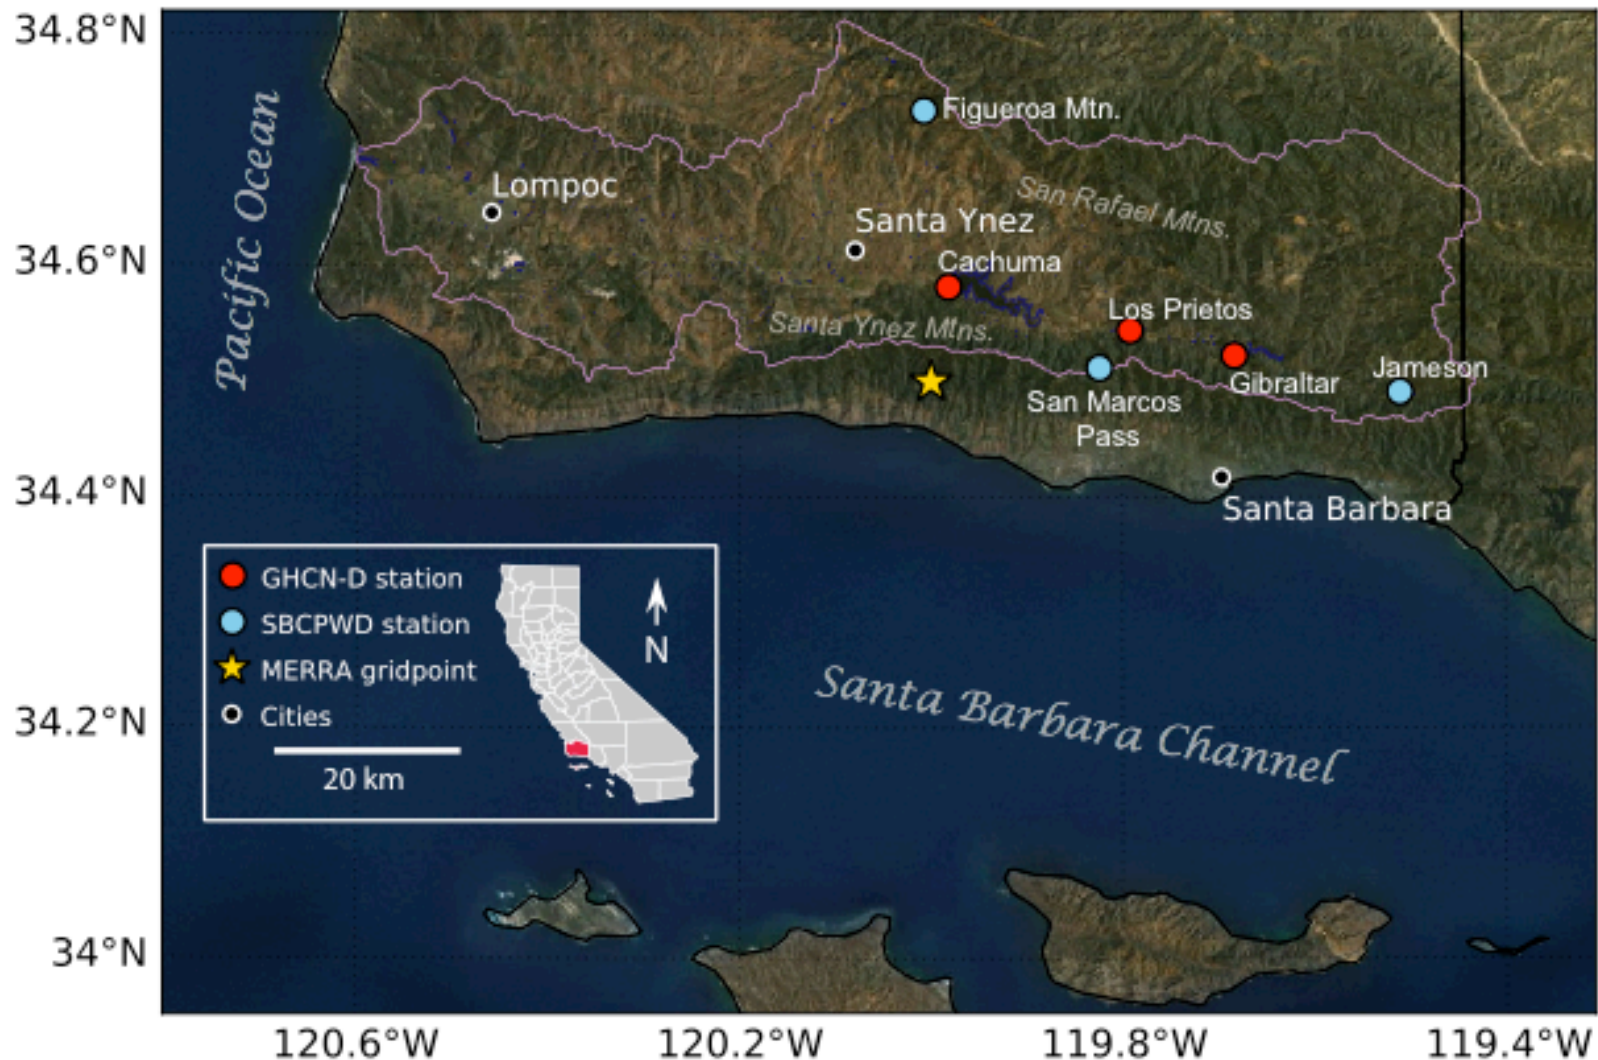 34.8°N
Figueroa Mtn.
Pacific Ocean
Lompoc
San Rafael Mtns.
Santa Ynez
34.6°N
Cachuma
Los Prietos
Santa Ynez Mtns.
Jameson
Gibraltar
San Marcos
Pass
34.4°N
Santa Barbara
GHCN-D station
SBCPWD station
N
MERRA gridpoint
Cities
20 km
Santa Barbara Channel
34.2°N
34°N
120.6°W
120.2°W
119.8°W
119.4°W